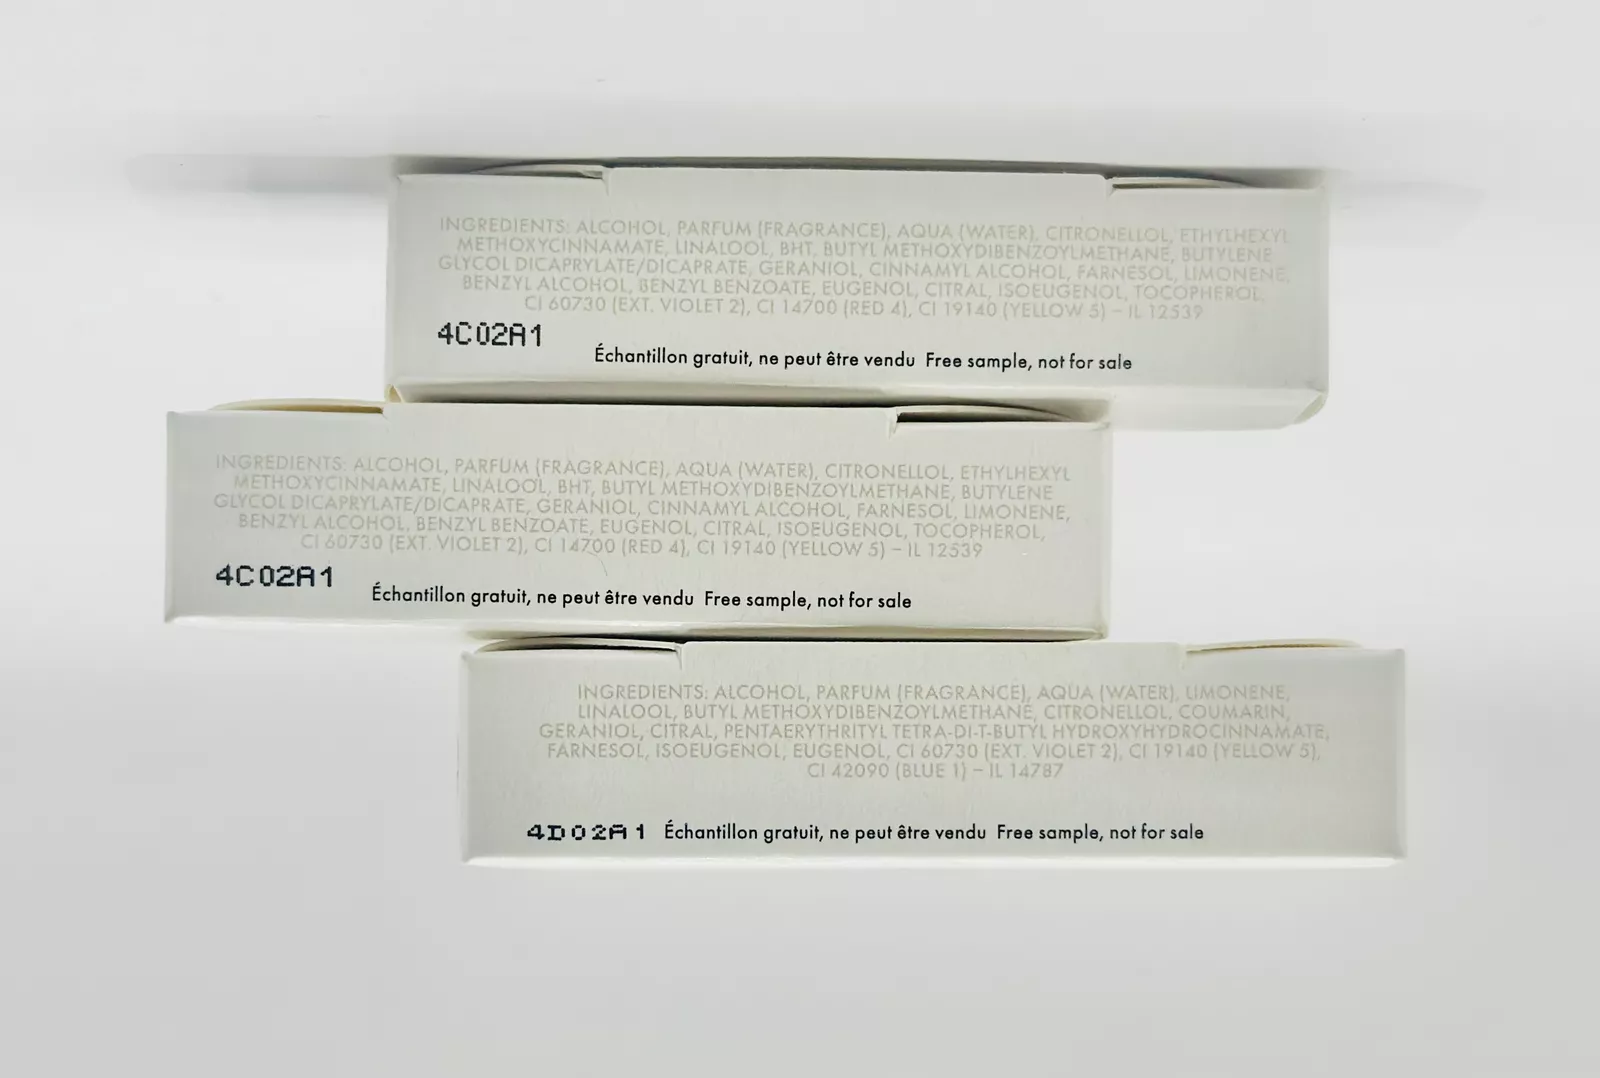 INGREDIENTS: ALCOHOL, PARFUM (FRAGRANCE), AQUA (WATER), CITRONELLOL, ETHYLHEXYL
METHOXYCINNAMATE, LINALOOL, BHT, BUTYL METHOXYDIBENZOYLMETHANE, BUTYLENE
GLYCOL DICAPRYLATE/DICAPRATE, GERANIOL, CINNAMYL ALCOHOL, FARNESOL, LIMONENE,
BENZYL ALCOHOL, BENZYL BENZOATE, EUGENOL, CITRAL, ISOEUGENOL, TOCOPHEROL,
CI 60730 (EXT. VIOLET 2), CI 14700 (RED 4), CI 19140 (YELLOW 5) – IL 12539
4C02A1
Échantillon gratuit, ne peut être vendu Free sample, not for sale
INGREDIENTS: ALCOHOL, PARFUM (FRAGRANCE), AQUA (WATER), CITRONELLOL, ETHYLHEXYL
METHOXYCINNAMATE, LINALOOL, BHT, BUTYL METHOXYDIBENZOYLMETHANE, BUTYLENE
GLYCOL DICAPRYLATE/DICAPRATE, GERANIOL, CINNAMYL ALCOHOL, FARNESOL, LIMONENE,
BENZYL ALCOHOL, BENZYL BENZOATE, EUGENOL, CITRAL, ISOEUGENOL, TOCOPHEROL,
CI 60730 (EXT. VIOLET 2), CI 14700 (RED 4), CI 19140 (YELLOW 5) – IL 12539
4C02A1
Échantillon gratuit, ne peut être vendu Free sample, not for sale
INGREDIENTS: ALCOHOL, PARFUM (FRAGRANCE), AQUA (WATER), LIMONENE,
LINALOOL, BUTYL METHOXYDIBENZOYLMETHANE, CITRONELLOL, COUMARIN,
GERANIOL, CITRAL, PENTAERYTHRITYL TETRA-DI-T-BUTYL HYDROXYHYDROCINNAMATE,
FARNESOL, ISOEUGENOL, EUGENOL, CI 60730 (EXT. VIOLET 2), CI 19140 (YELLOW 5),
CI 42090 (BLUE 1) – IL 14787
4D02A1 Échantillon gratuit, ne peut être vendu Free sample, not for sale